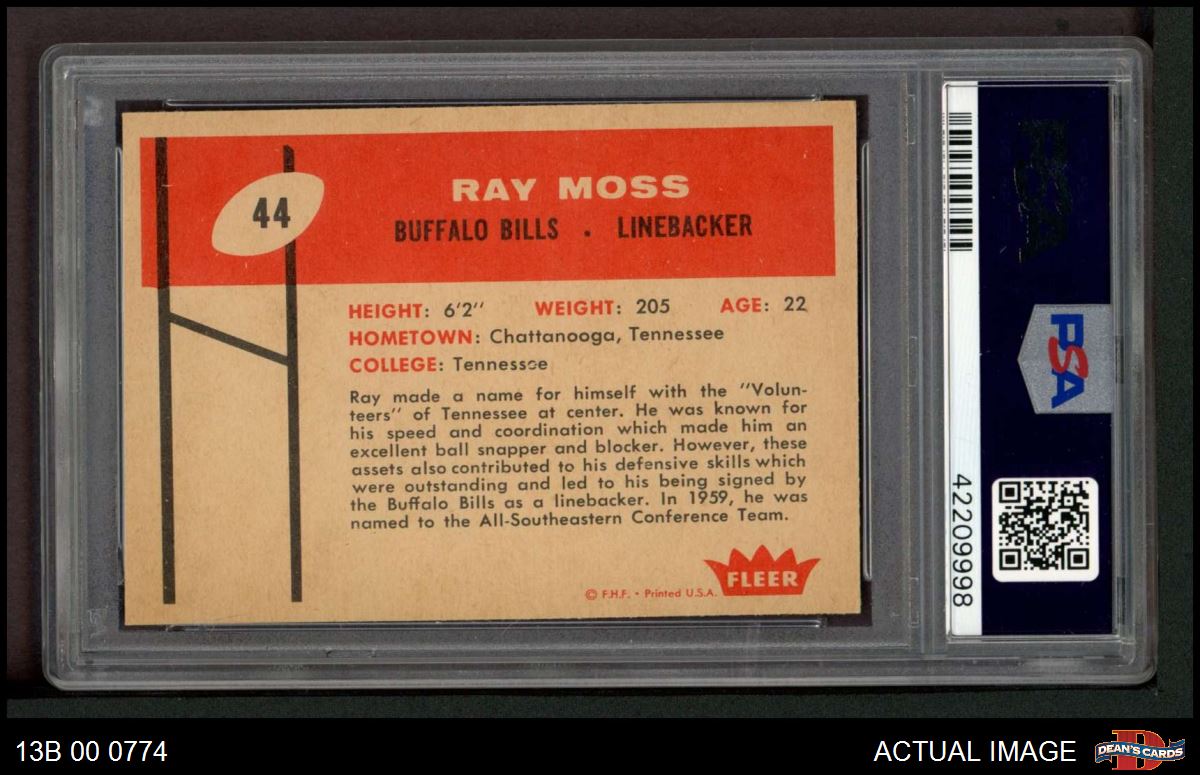 44
RAY MOSS
BUFFALO BILLS . LINEBACKER
HEIGHT: 6'2'' WEIGHT: 205 AGE: 22
HOMETOWN: Chattanooga, Tennessee
COLLEGE: Tennessee
Ray made a name for himself with the ''Volun-
teers'' of Tennessee at center. He was known for
his speed and coordination which made him an
excellent ball snapper and blocker. However, these
assets also contributed to his defensive skills which
were outstanding and led to his being signed by
the Buffalo Bills as a linebacker. In 1959, he was
named to the All-Southeastern Conference Team.
© F.H.F. • Printed U.S.A.
FLEER
PSA
PSA
42209998
13B 00 0774
ACTUAL IMAGE
D
DEAN'S CARDS